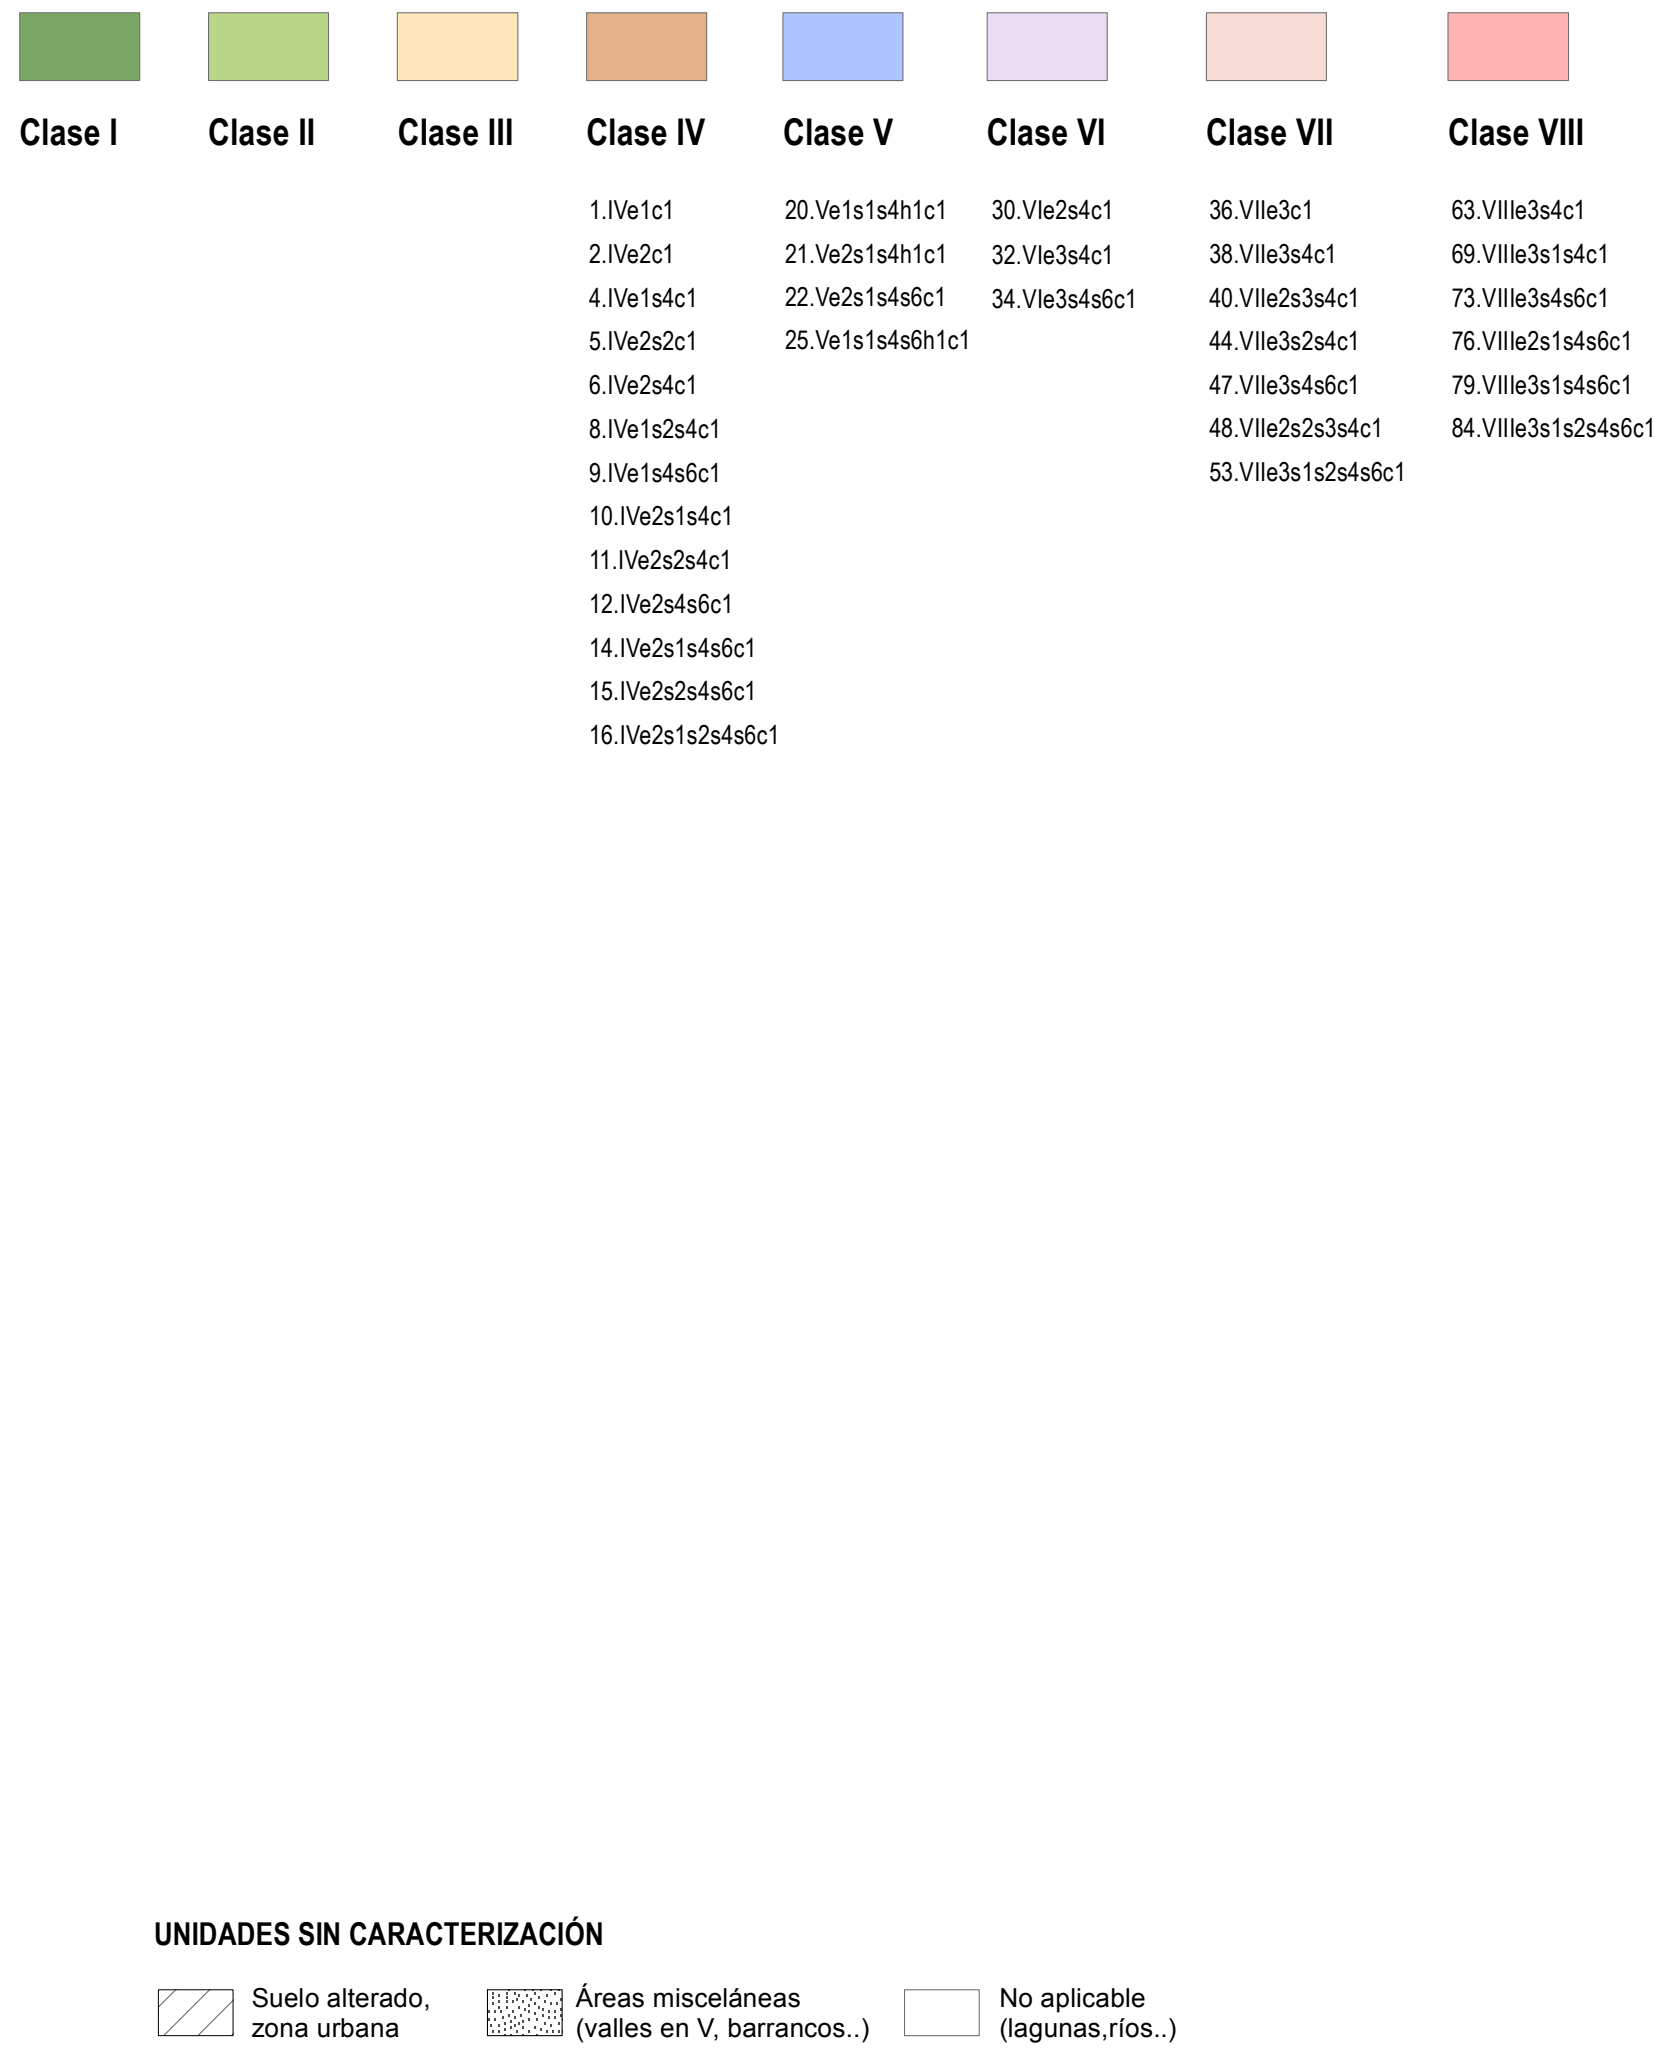 Clase I
Clase II
Clase III
Clase IV
Clase V
Clase VI
Clase VII
Clase VIII
1.IVe1c1
2.IVe2c1
4.IVe1s4c1
5.IVe2s2c1
6.IVe2s4c1
8.IVe1s2s4c1
9.IVe1s4s6c1
10.IVe2s1s4c1
11.IVe2s2s4c1
12.IVe2s4s6c1
14.IVe2s1s4s6c1
15.IVe2s2s4s6c1
16.IVe2s1s2s4s6c1
20.Ve1s1s4h1c1
21.Ve2s1s4h1c1
22.Ve2s1s4s6c1
25.Ve1s1s4s6h1c1
30.VIe2s4c1
32.VIe3s4c1
34.VIe3s4s6c1
36.VIIe3c1
38.VIIe3s4c1
40.VIIe2s3s4c1
44.VIIe3s2s4c1
47.VIIe3s4s6c1
48.VIIe2s2s3s4c1
53.VIIe3s1s2s4s6c1
63.VIIIe3s4c1
69.VIIIe3s1s4c1
73.VIIIe3s4s6c1
76.VIIIe2s1s4s6c1
79.VIIIe3s1s4s6c1
84.VIIIe3s1s2s4s6c1
UNIDADES SIN CARACTERIZACIÓN
Suelo alterado,
zona urbana
Áreas misceláneas
(valles en V, barrancos..)
No aplicable
(lagunas,ríos..)